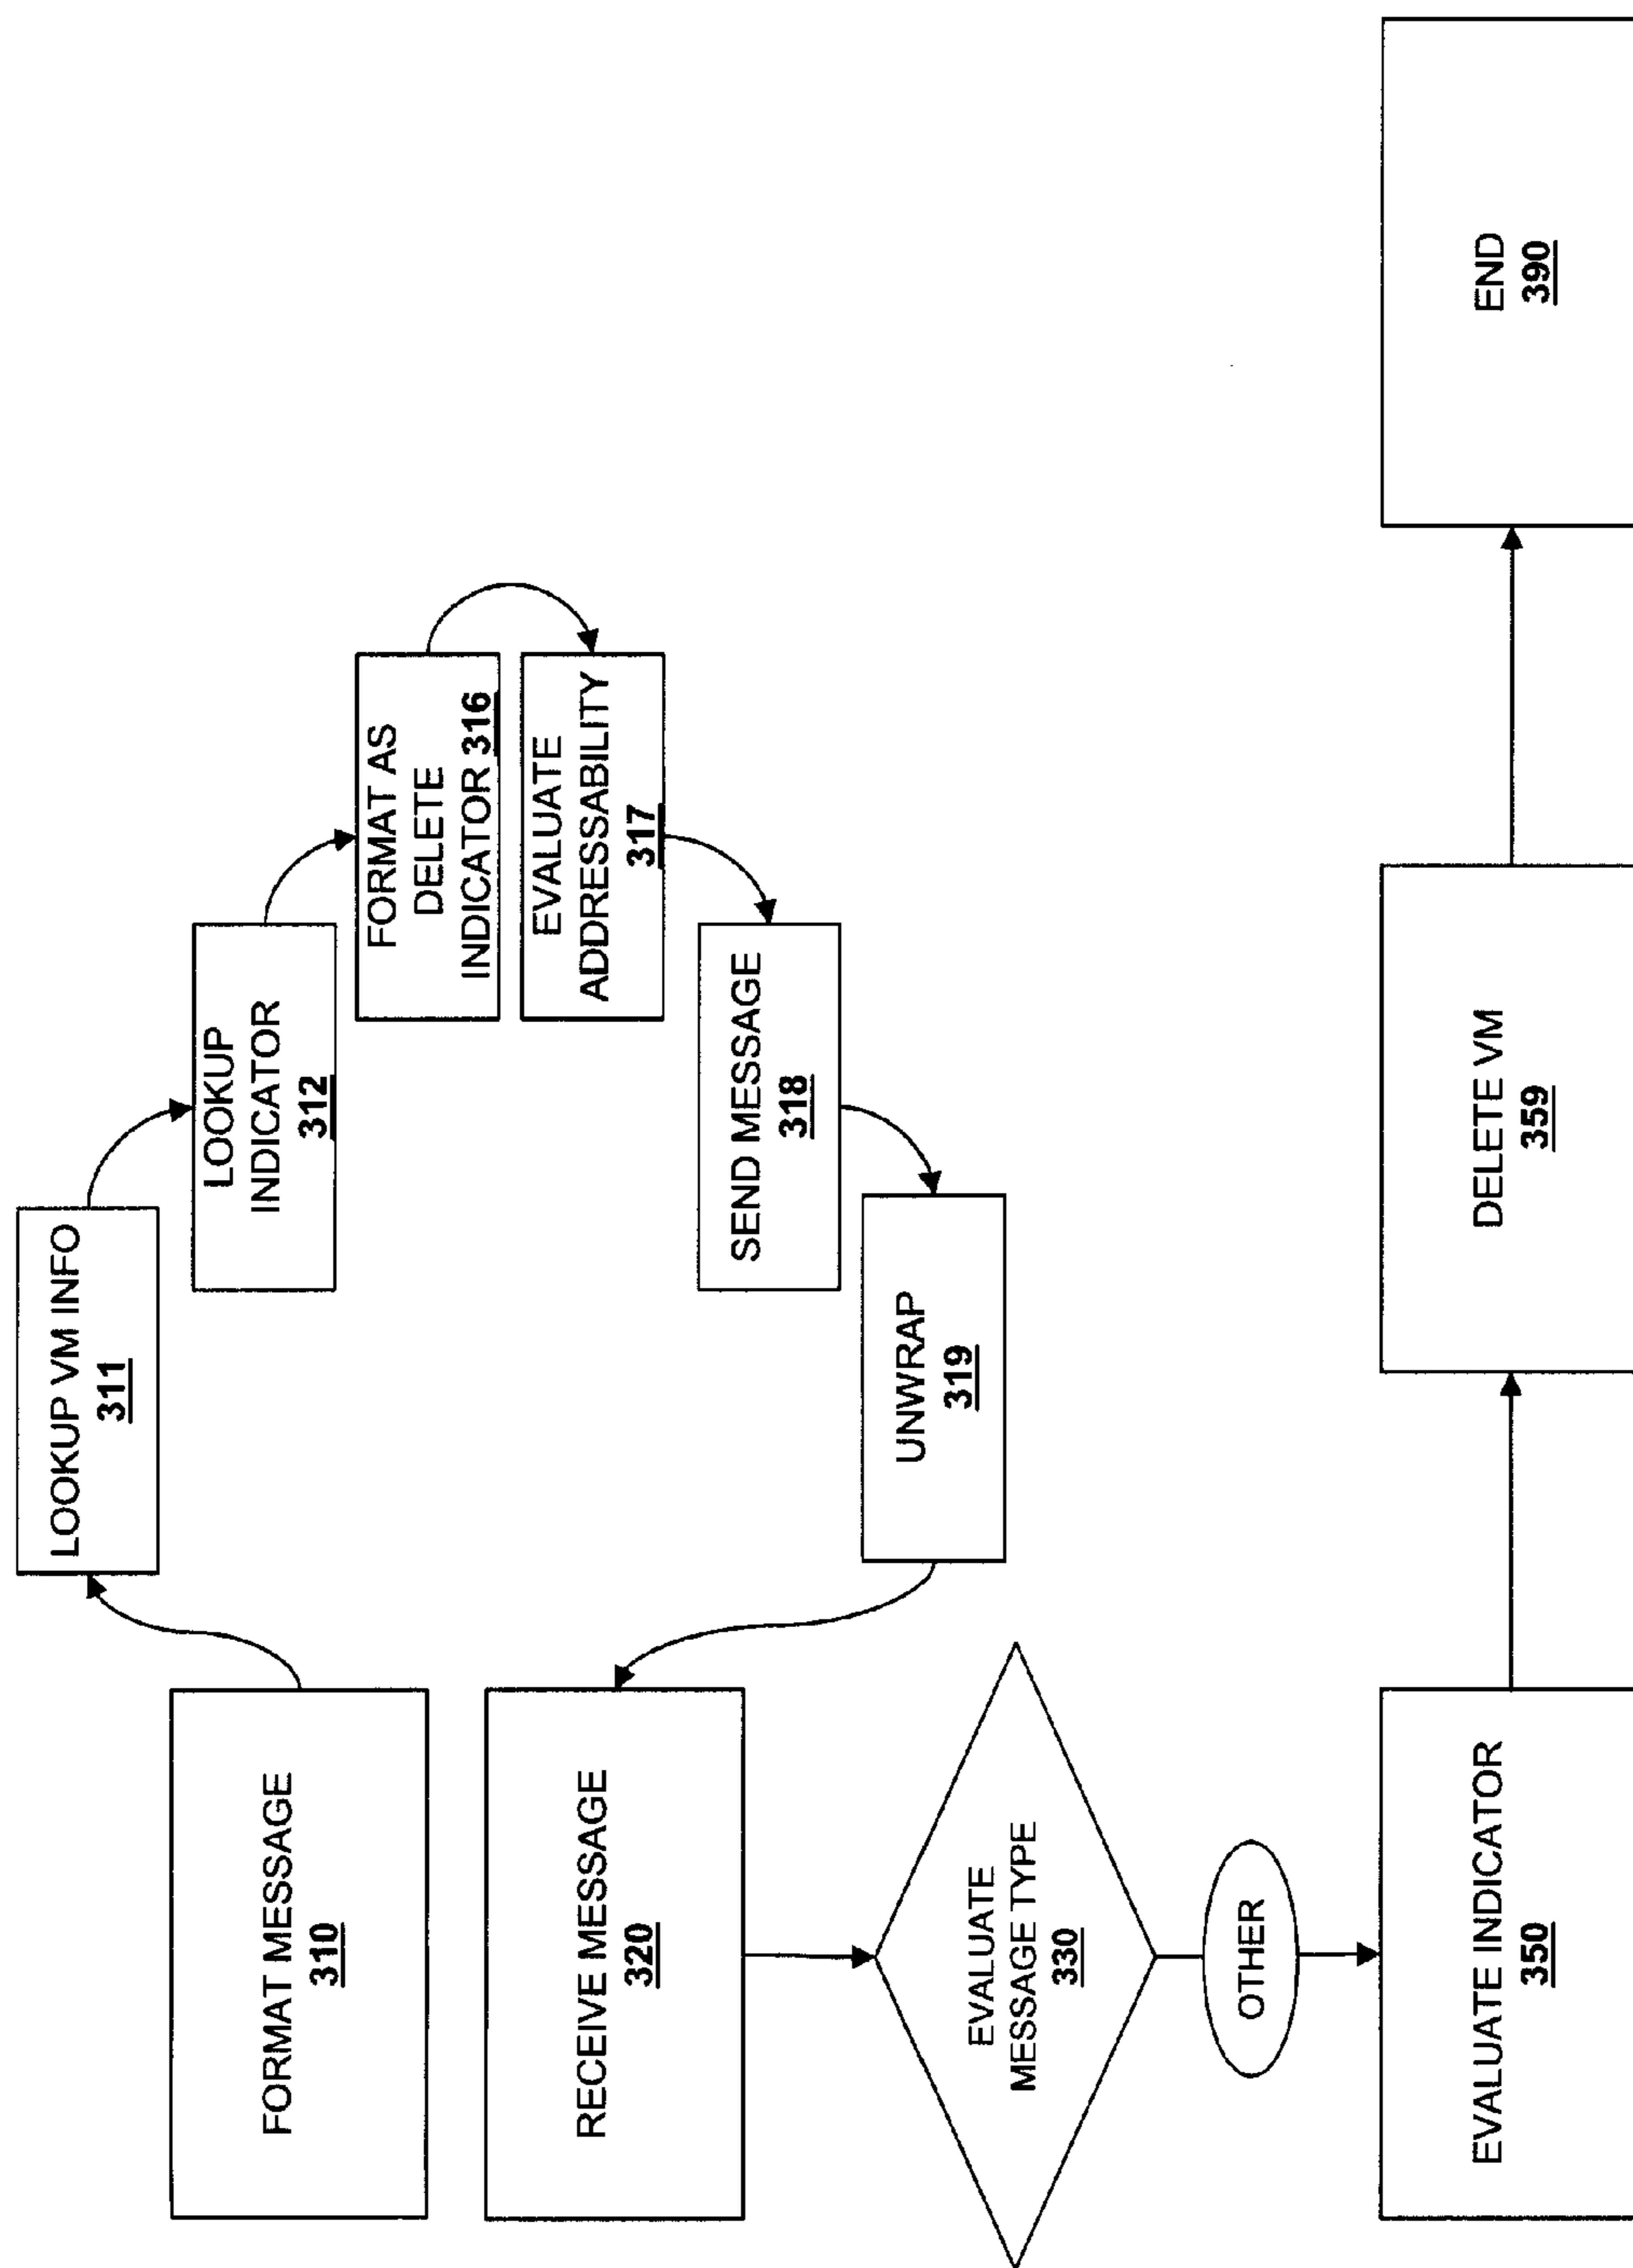 FORMAT MESSAGE
310
LOOKUP VM INFO
311
LOOKUP
INDICATOR
312
FORMAT AS
DELETE
INDICATOR 316
EVALUATE
ADDRESSABILITY
317
SEND MESSAGE
318
UNWRAP
319
RECEIVE MESSAGE
320
EVALUATE
MESSAGE TYPE
330
OTHER
EVALUATE INDICATOR
350
DELETE VM
359
END
390